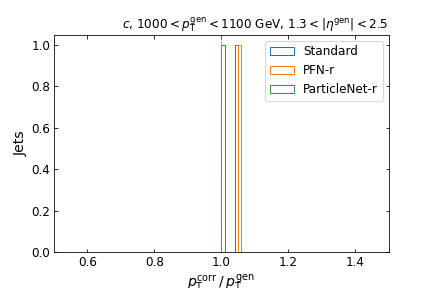 c, 1000 < p_T^gen < 1100 GeV, 1.3 < |η^gen| < 2.5
1.0
0.8
0.6
0.4
0.2
0.0
Jets
Standard
PFN-r
ParticleNet-r
0.6 0.8 1.0 1.2 1.4
p_T^corr / p_T^gen